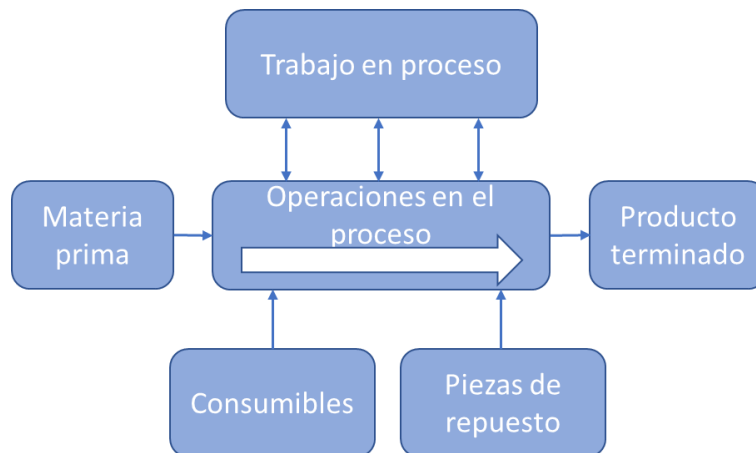 Trabajo en proceso
Materia
prima
Operaciones en el
proceso
Producto
terminado
Consumibles
Piezas de
repuesto